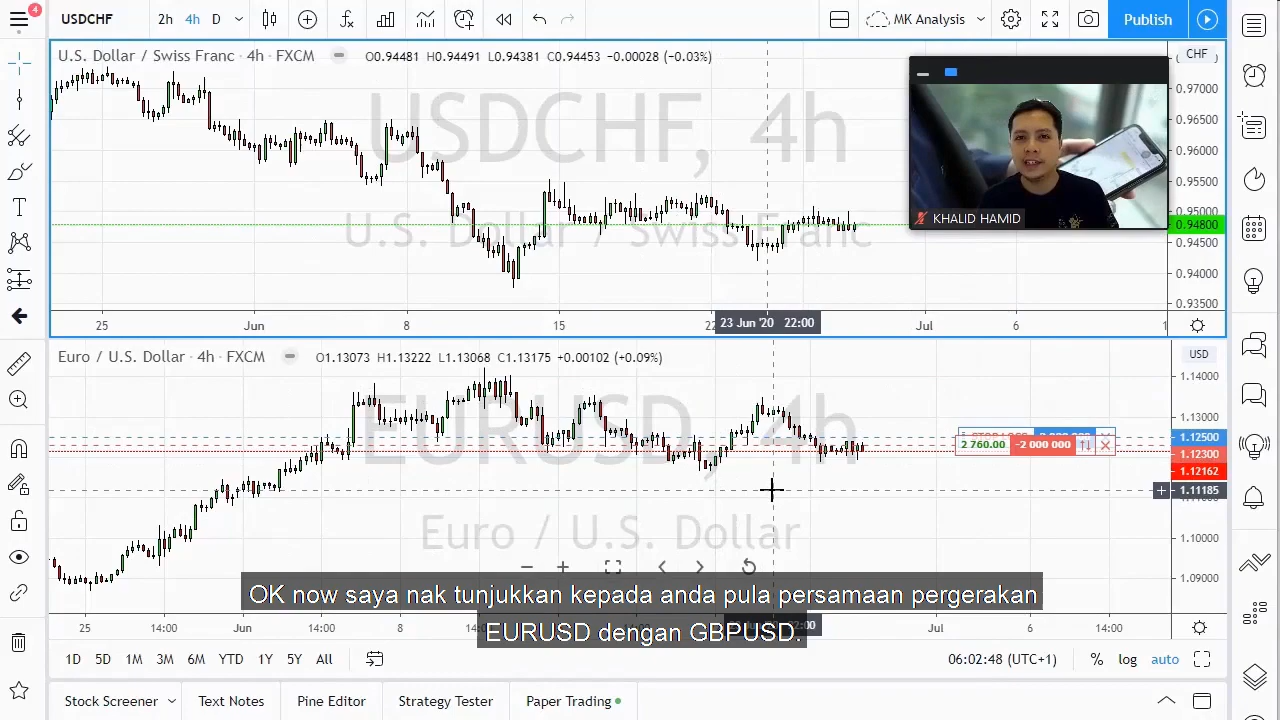 4
USDCHF
2h 4h D
MK Analysis
Publish
U.S. Dollar / Swiss Franc · 4h · FXCM
O0.94481 H0.94491 L0.94381 C0.94453 −0.00028 (−0.03%)
CHF
USDCHF, 4h
U.S. Dollar / Swiss Franc
KHALID HAMID
0.97000
0.96500
0.96000
0.95500
0.95000
0.94800
0.94500
0.94000
0.93500
25 Jun 8 15 23 Jun '20 22:00 Jul 6
Euro / U.S. Dollar · 4h · FXCM
O1.13073 H1.13222 L1.13068 C1.13175 +0.00102 (+0.09%)
USD
EURUSD, 4h
Euro / U.S. Dollar
1.14000
1.13000
1.12500
2 760.00 -2 000 000
1.12300
1.12162
1.11185
1.10000
1.09000
OK now saya nak tunjukkan kepada anda pula persamaan pergerakan
EURUSD dengan GBPUSD.
25 14:00 Jun 14:00 8 14:00 Jul 14:00
1D 5D 1M 3M 6M YTD 1Y 5Y All
06:02:48 (UTC+1) % log auto
Stock Screener Text Notes Pine Editor Strategy Tester Paper Trading